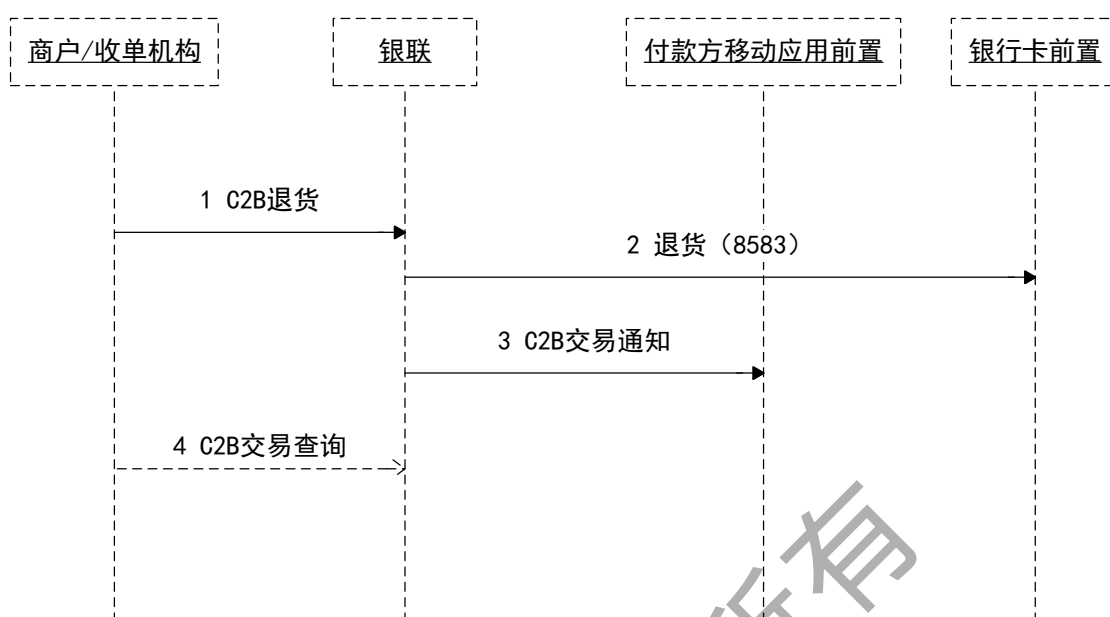 商户/收单机构
银联
付款方移动应用前置
银行卡前置
1 C2B退货
2 退货（8583）
3 C2B交易通知
4 C2B交易查询
所有